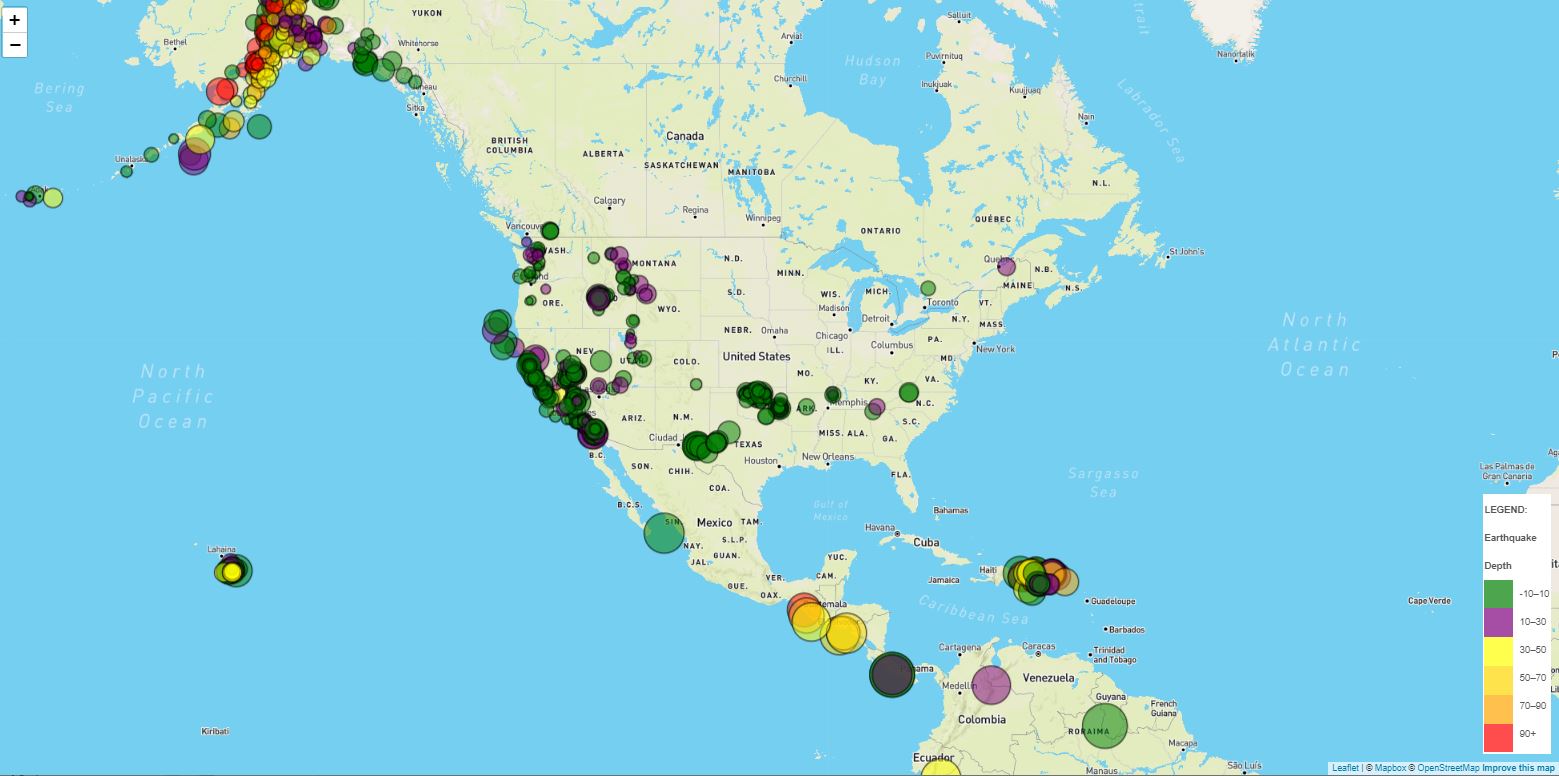 +
−
YUKON
Bethel
Whitehorse
Sitka
Bering
Sea
Unalaska
Salluit
Arviat
Puvirnituq
Hudson
Bay
Churchill
Inukjuak
Kuujjuaq
Nanortalik
Labrador Sea
Nain
Canada
BRITISH
COLUMBIA
ALBERTA
SASKATCHEWAN
MANITOBA
N.L.
Calgary
Regina
Winnipeg
QUÉBEC
ONTARIO
Vancouver
WASH.
St John's
MONTANA
N.D.
MINN.
Quebec
N.B.
MAINE
N.S.
ORE.
WYO.
S.D.
WIS.
MICH.
Toronto
VT.
Madison
Detroit
N.Y.
MASS.
NEBR.
Omaha
Chicago
Columbus
PA.
New York
NEV.
UTAH
COLO.
United States
ILL.
MD.
MO.
KY.
VA.
North
Pacific
Ocean
North
Atlantic
Ocean
ARIZ.
N.M.
ARK.
Memphis
N.C.
S.C.
MISS.
ALA.
GA.
Ciudad J
TEXAS
B.C.
SON.
CHIH.
Houston
New Orleans
FLA.
COA.
Sargasso
Sea
Las Palmas de
Gran Canaria
B.C.S.
Gulf of
Mexico
Bahamas
SIN.
Mexico
TAM.
Havana
Cuba
NAY.
S.L.P.
JAL.
GUAN.
YUC.
Lahaina
GUE.
VER.
CAM.
OAX.
Haiti
Jamaica
Guadeloupe
Cape Verde
Caribbean Sea
Barbados
Cartagena
Caracas
Trinidad
and Tobago
Medellín
Venezuela
Guyana
French
Guiana
Colombia
RORAIMA
Kiribati
Macapa
Ecuador
Manaus
São Luís
LEGEND:
Earthquake
Depth
-10–10
10–30
30–50
50–70
70–90
90+
Leaflet | © Mapbox © OpenStreetMap Improve this map